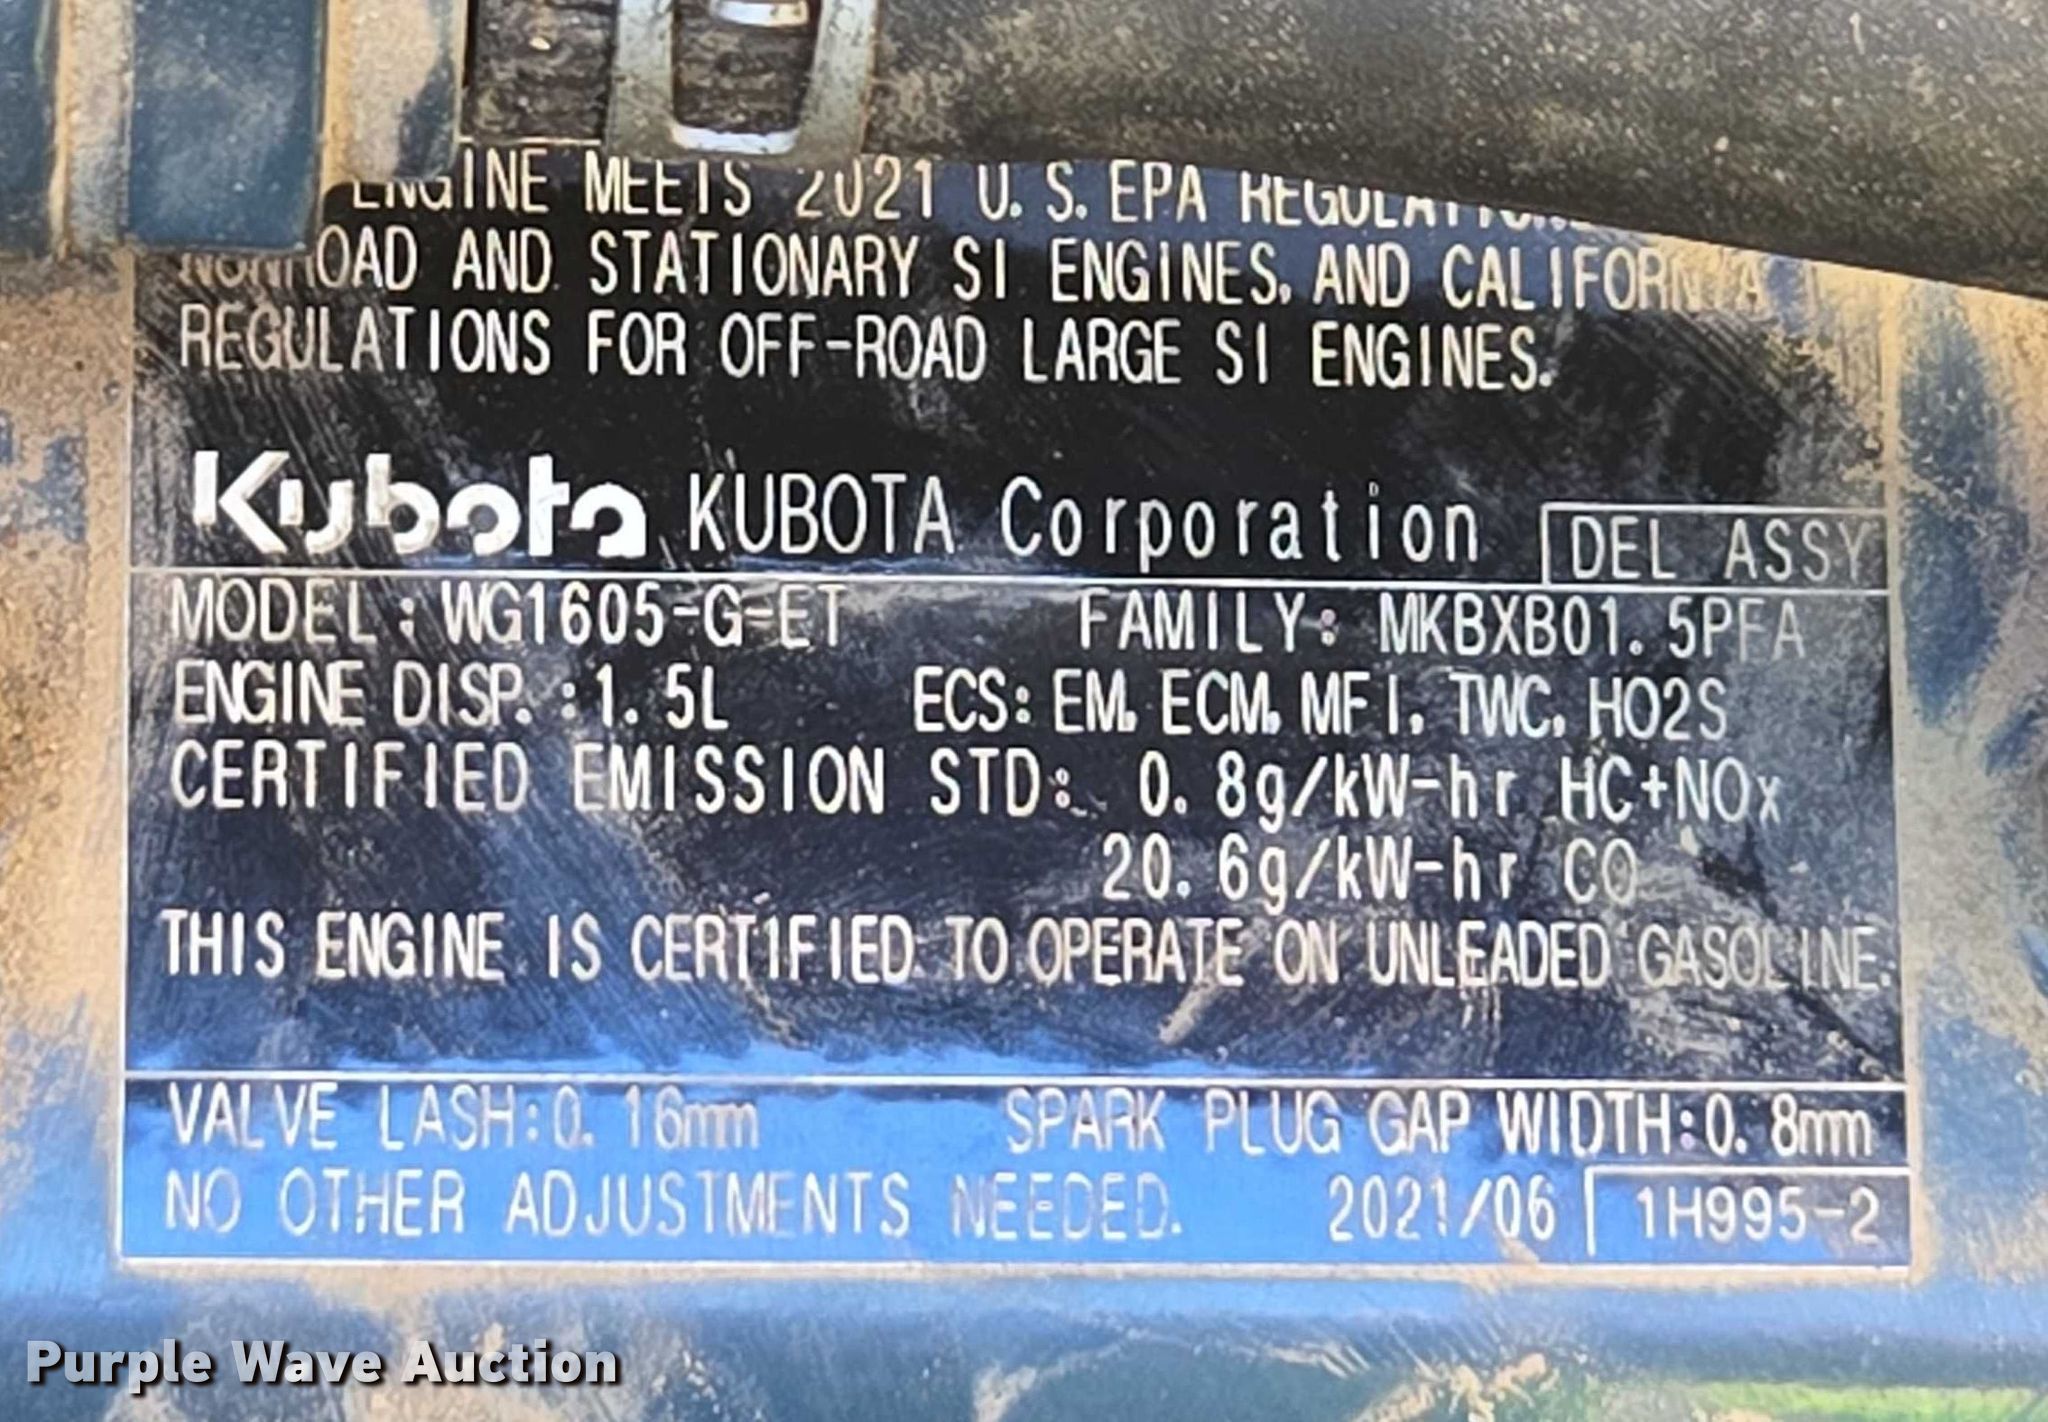 ENGINE MEETS 2021 U.S. EPA
NONROAD AND STATIONARY SI ENGINES, AND CALIFORNIA
REGULATIONS FOR OFF-ROAD LARGE SI ENGINES.
Kubota KUBOTA Corporation DEL ASSY
MODEL: WG1605-G-ET FAMILY: MKBXB01.5PFA
ENGINE DISP.: 1.5L ECS: EM, ECM, MFI, TWC, HO2S
CERTIFIED EMISSION STD: 0.8g/kW-hr HC+NOx
20.6g/kW-hr CO
THIS ENGINE IS CERTIFIED TO OPERATE ON UNLEADED GASOLINE.
VALVE LASH: 0.16mm SPARK PLUG GAP WIDTH: 0.8mm
NO OTHER ADJUSTMENTS NEEDED. 2021/06 1H995-2
Purple Wave Auction